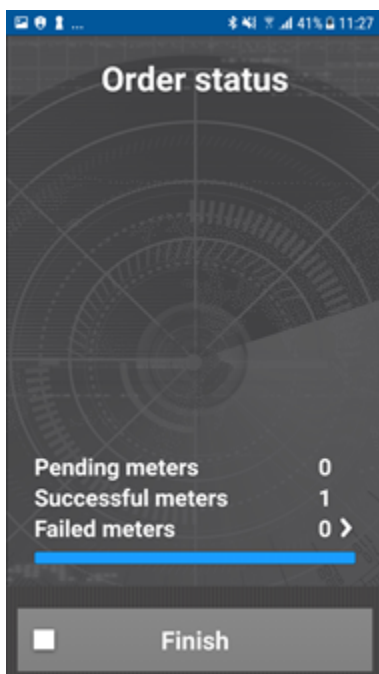 ... 41% 11:27
Order status
Pending meters 0
Successful meters 1
Failed meters 0
Finish